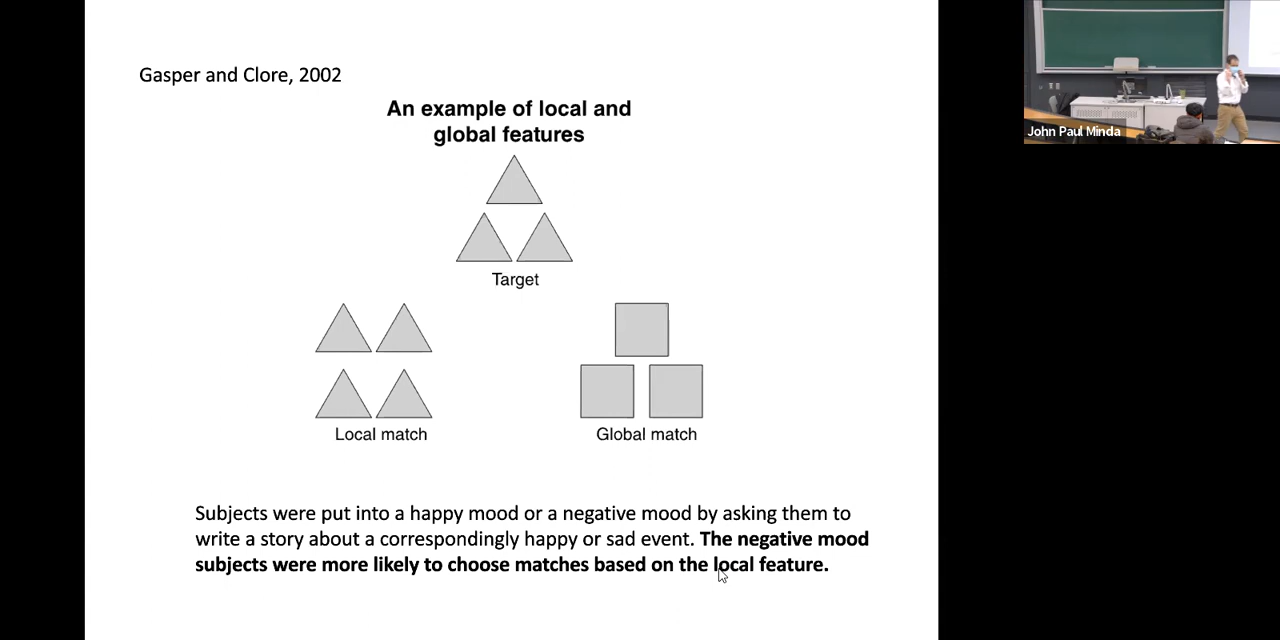 Gasper and Clore, 2002
An example of local and
global features
Target
Local match
Global match
Subjects were put into a happy mood or a negative mood by asking them to
write a story about a correspondingly happy or sad event. The negative mood
subjects were more likely to choose matches based on the local feature.
John Paul Minda